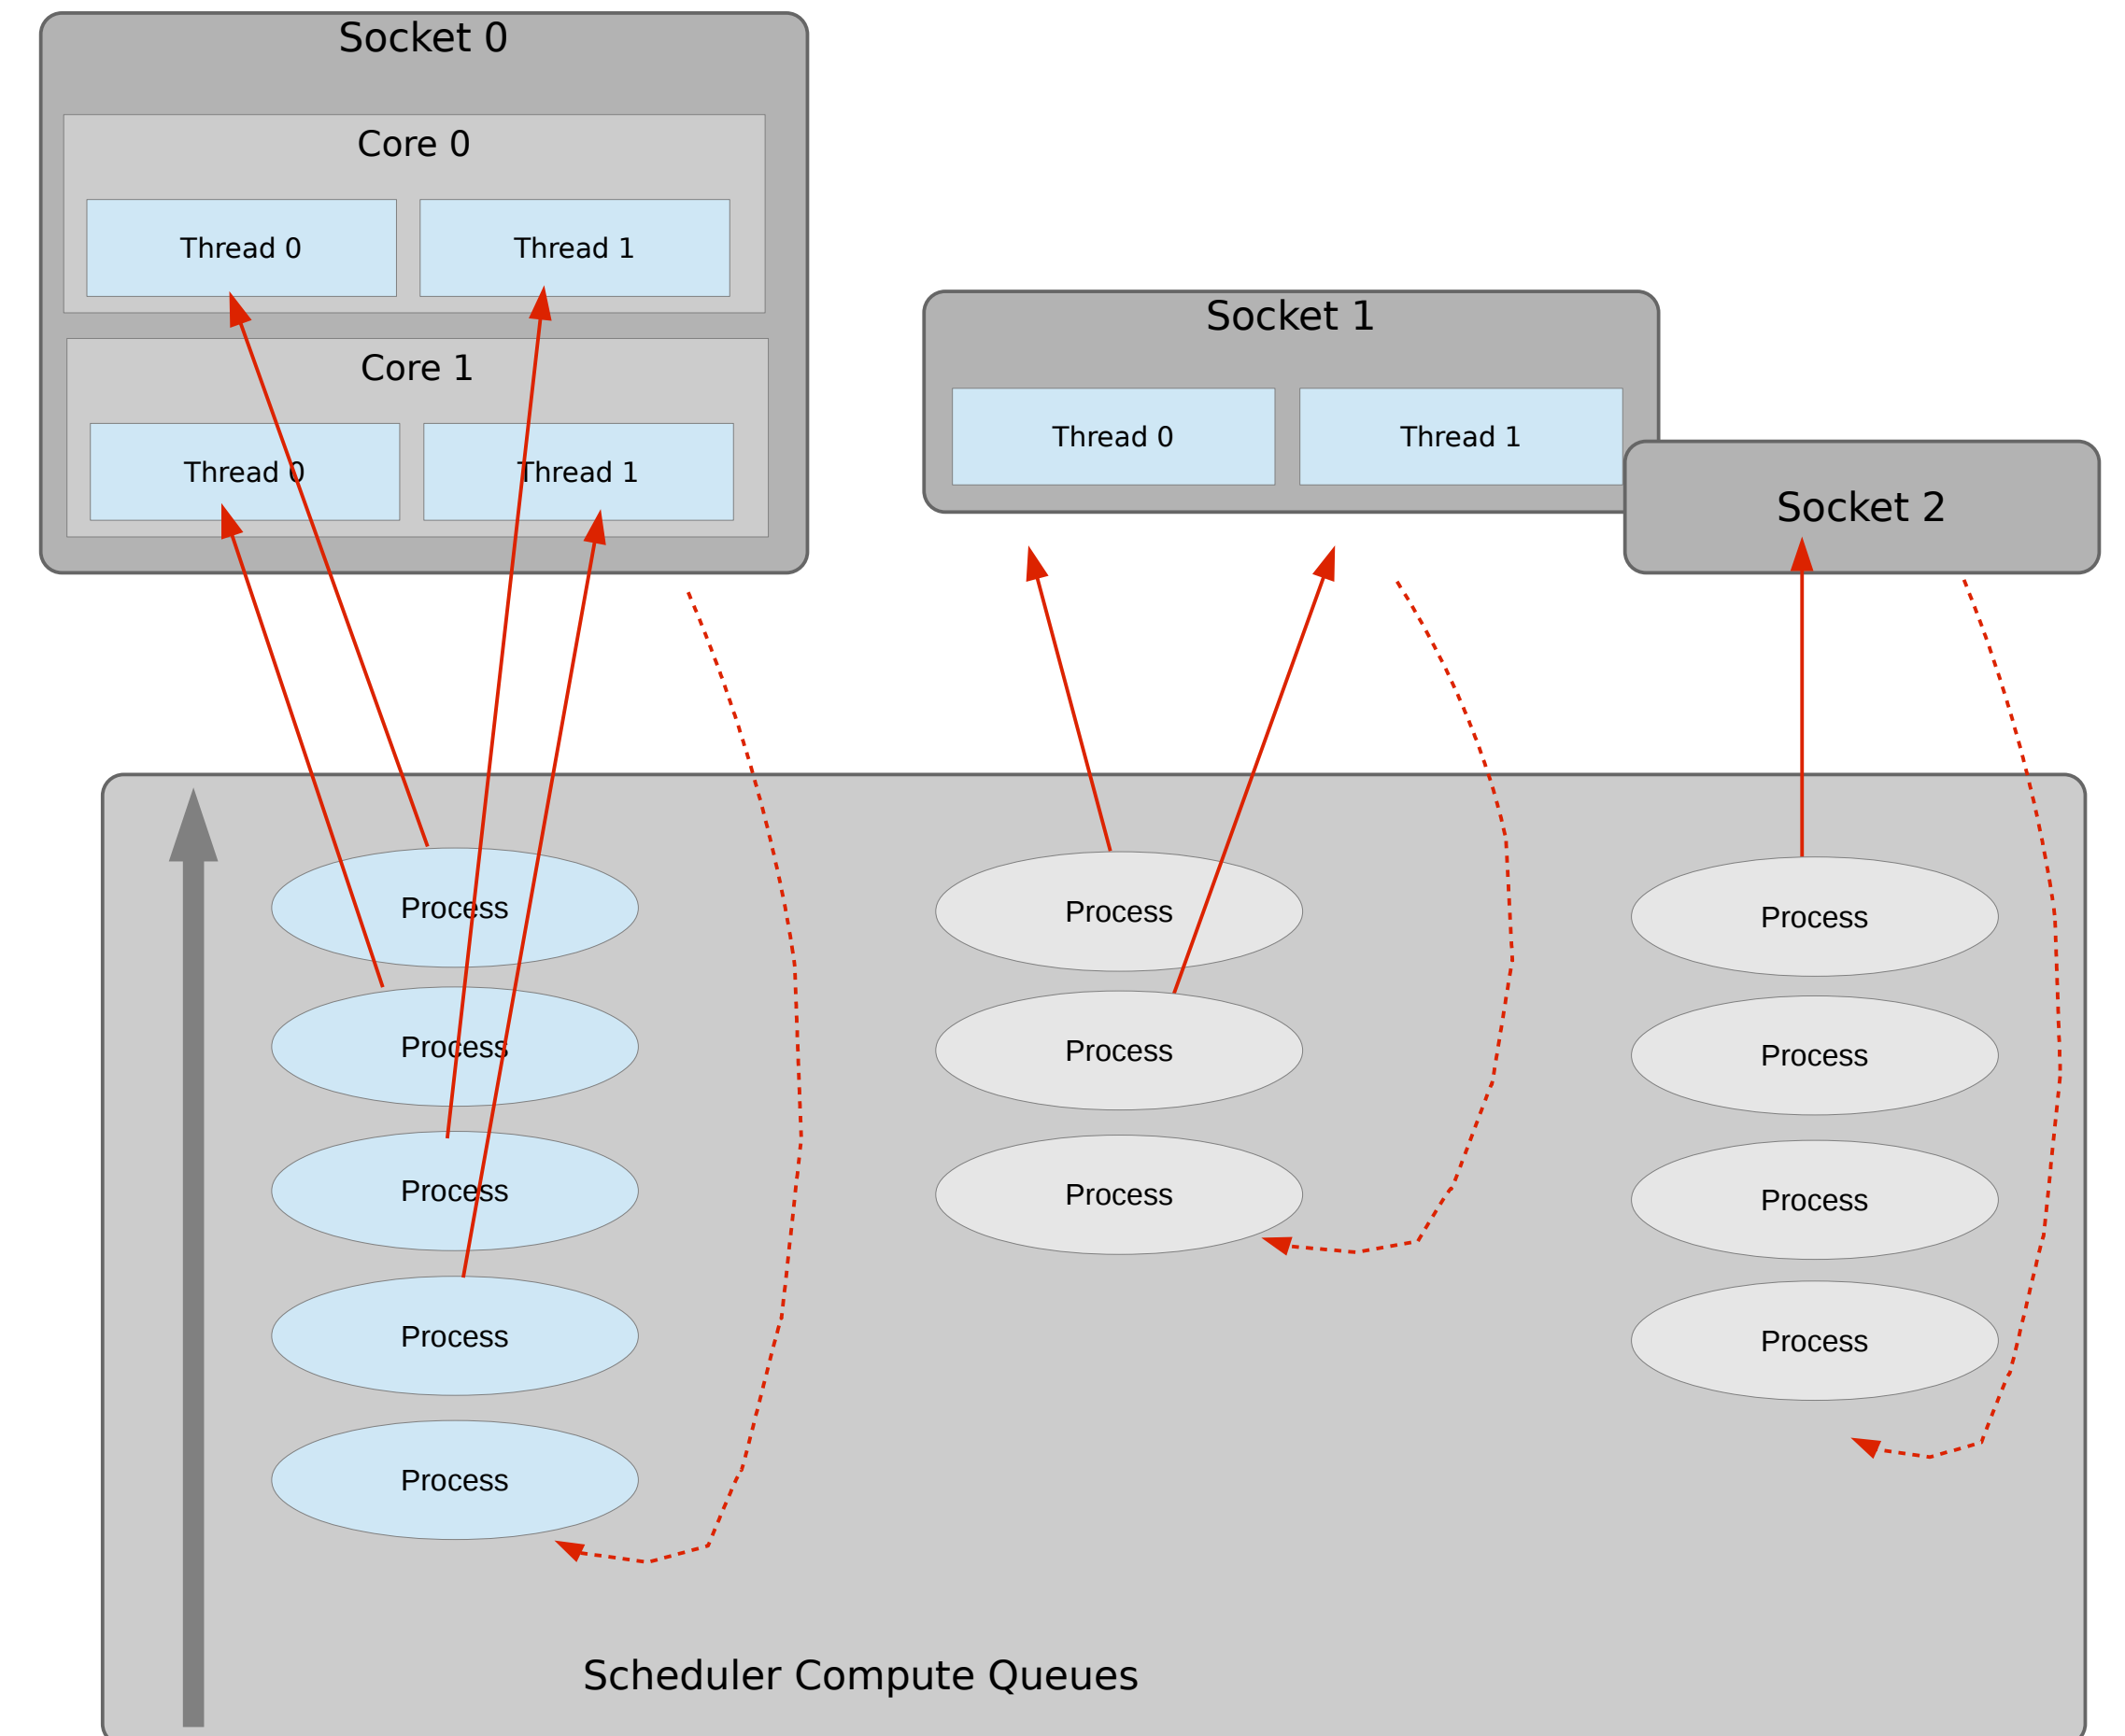 Socket 0
Core 0
Thread 0
Thread 1
Core 1
Thread 0
Thread 1
Socket 1
Thread 0
Thread 1
Socket 2
Process
Process
Process
Process
Process
Process
Process
Process
Process
Process
Process
Process
Scheduler Compute Queues